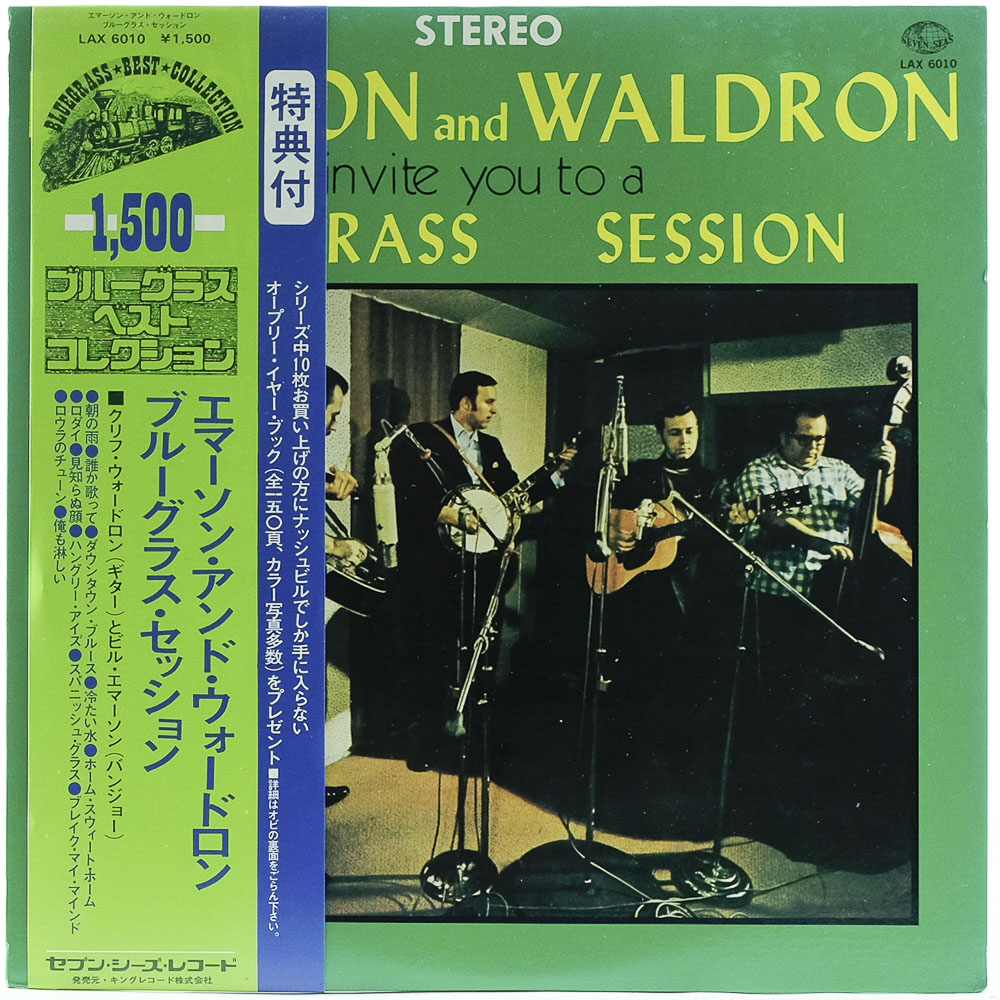 エマーソン・アンド・ウォードロン
ブルーグラス・セッション
LAX 6010 ¥1,500
BLUEGRASS★BEST★COLLECTION
1,500
ブルーグラス
ベスト
コレクション
エマーソン・アンド・ウォードロン
ブルーグラス・セッション
■クリフ・ウォードロン(ギター)とビル・エマーソン(バンジョー)
●朝の雨●誰か歌って●ダウンタウン・ブルース●冷たい水●ホーム・スウィートホーム
●ロダイ●見知らぬ顔●ハングリー・アイズ●スパニッシュ・グラス●ブレイク・マイ・マインド
●ロウラのチューン●俺も淋しい
セブン・シーズ・レコード
発売元・キングレコード株式会社
特典付
シリーズ中10枚お買い上げの方にナッシュビルでしか手に入らない
オープリー・イヤー・ブック(全一五〇頁、カラー写真多数)をプレゼント■詳細はオビの裏面をごらん下さい。
STEREO
SEVEN SEAS
LAX 6010
ON and WALDRON
invite you to a
RASS SESSION